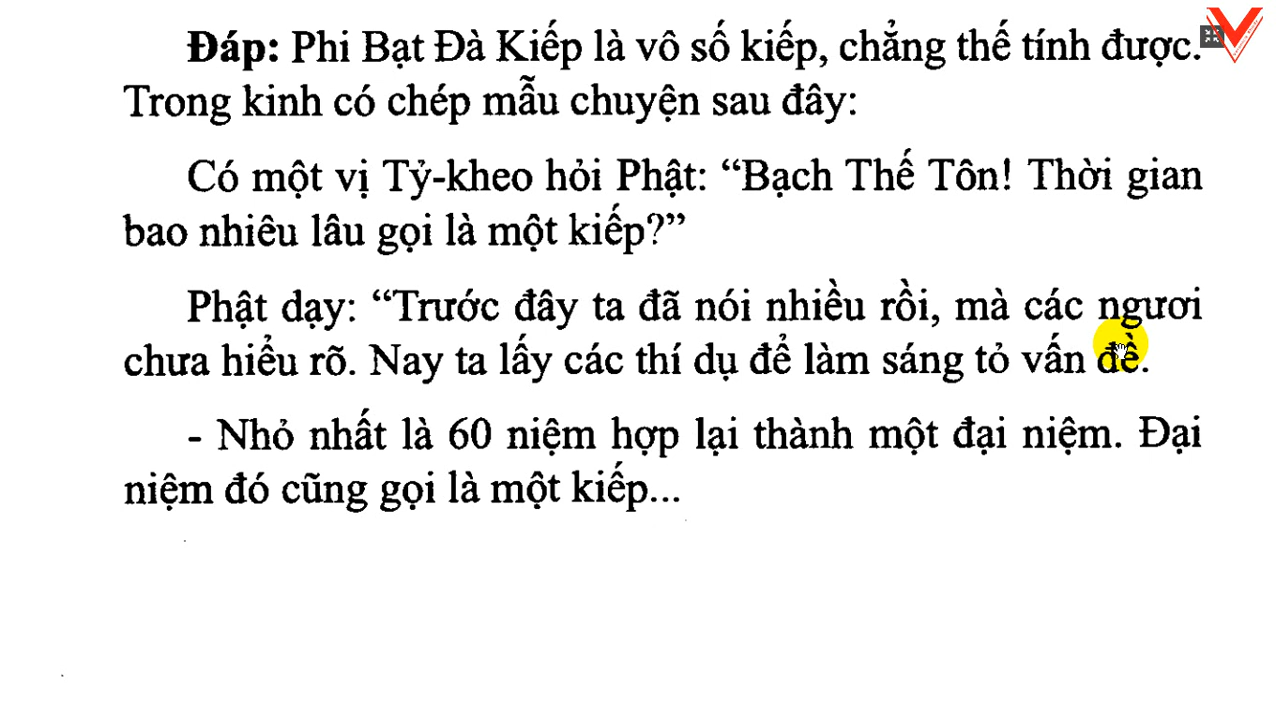 Đáp: Phi Bạt Đà Kiếp là vô số kiếp, chẳng thế tính được.
Trong kinh có chép mẫu chuyện sau đây:
Có một vị Tỷ-kheo hỏi Phật: “Bạch Thế Tôn! Thời gian
bao nhiêu lâu gọi là một kiếp?”
Phật dạy: “Trước đây ta đã nói nhiều rồi, mà các ngươi
chưa hiểu rõ. Nay ta lấy các thí dụ để làm sáng tỏ vấn đề.
- Nhỏ nhất là 60 niệm hợp lại thành một đại niệm. Đại
niệm đó cũng gọi là một kiếp...